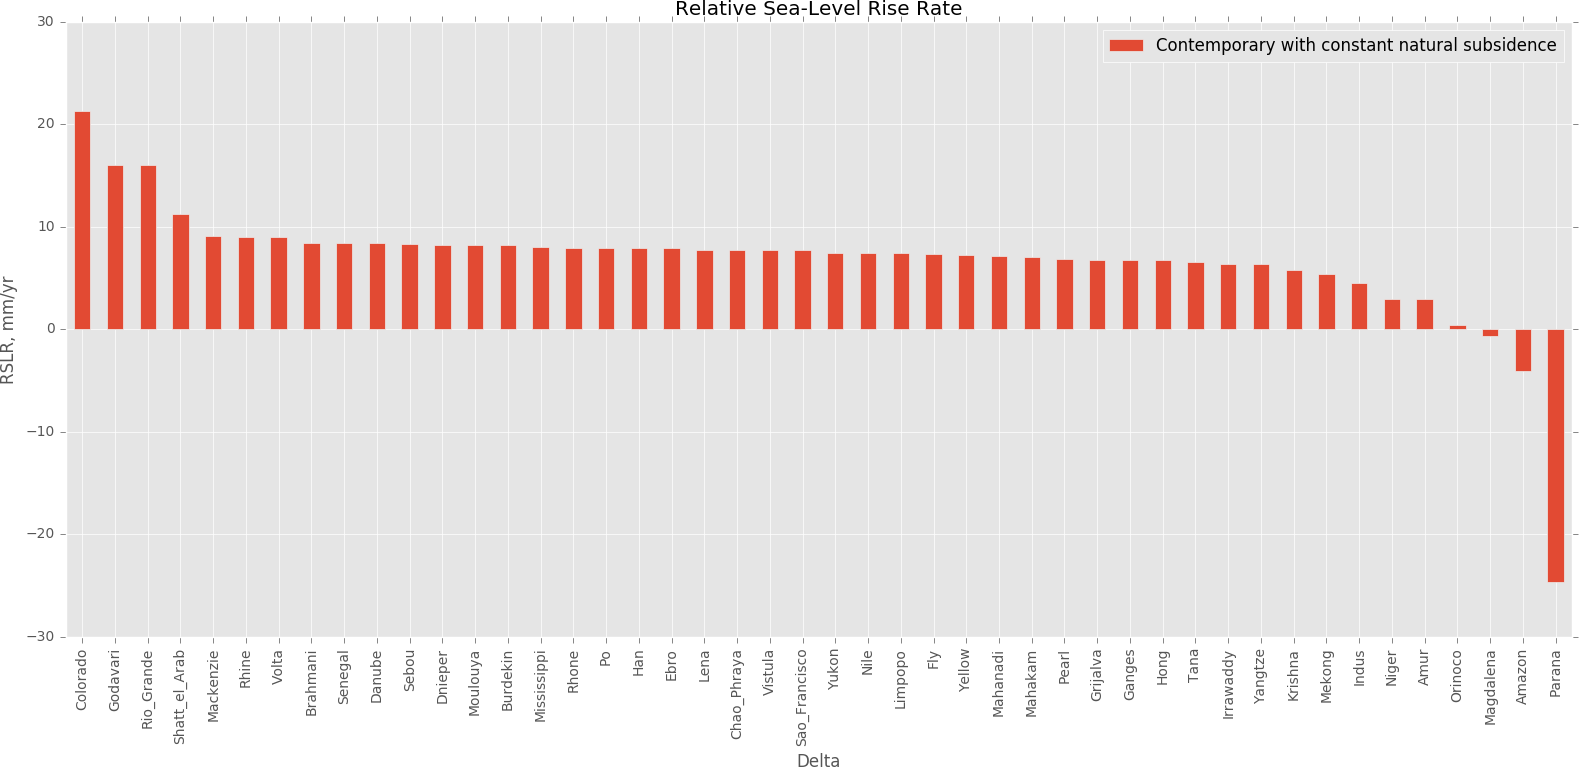 Relative Sea-Level Rise Rate
Contemporary with constant natural subsidence
RSLR, mm/yr
30
20
10
0
−10
−20
−30
Colorado
Godavari
Rio_Grande
Shatt_el_Arab
Mackenzie
Rhine
Volta
Brahmani
Senegal
Danube
Sebou
Dnieper
Moulouya
Burdekin
Mississippi
Rhone
Po
Han
Ebro
Lena
Chao_Phraya
Vistula
Sao_Francisco
Yukon
Nile
Limpopo
Fly
Yellow
Mahanadi
Mahakam
Pearl
Grijalva
Ganges
Hong
Tana
Irrawaddy
Yangtze
Krishna
Mekong
Indus
Niger
Amur
Orinoco
Magdalena
Amazon
Parana
Delta